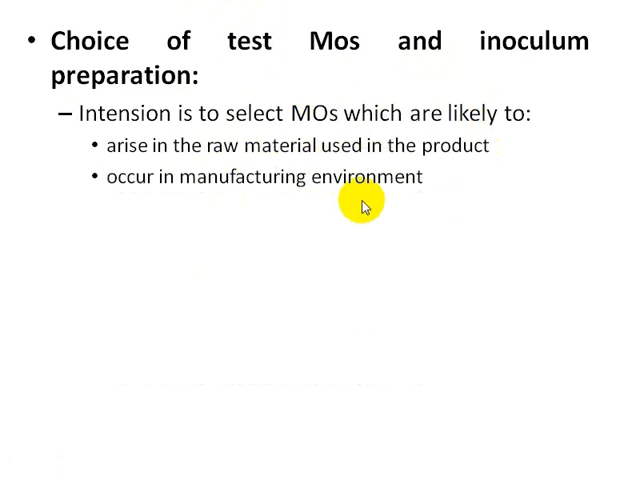 • Choice of test Mos and inoculum
preparation:
– Intension is to select MOs which are likely to:
• arise in the raw material used in the product
• occur in manufacturing environment